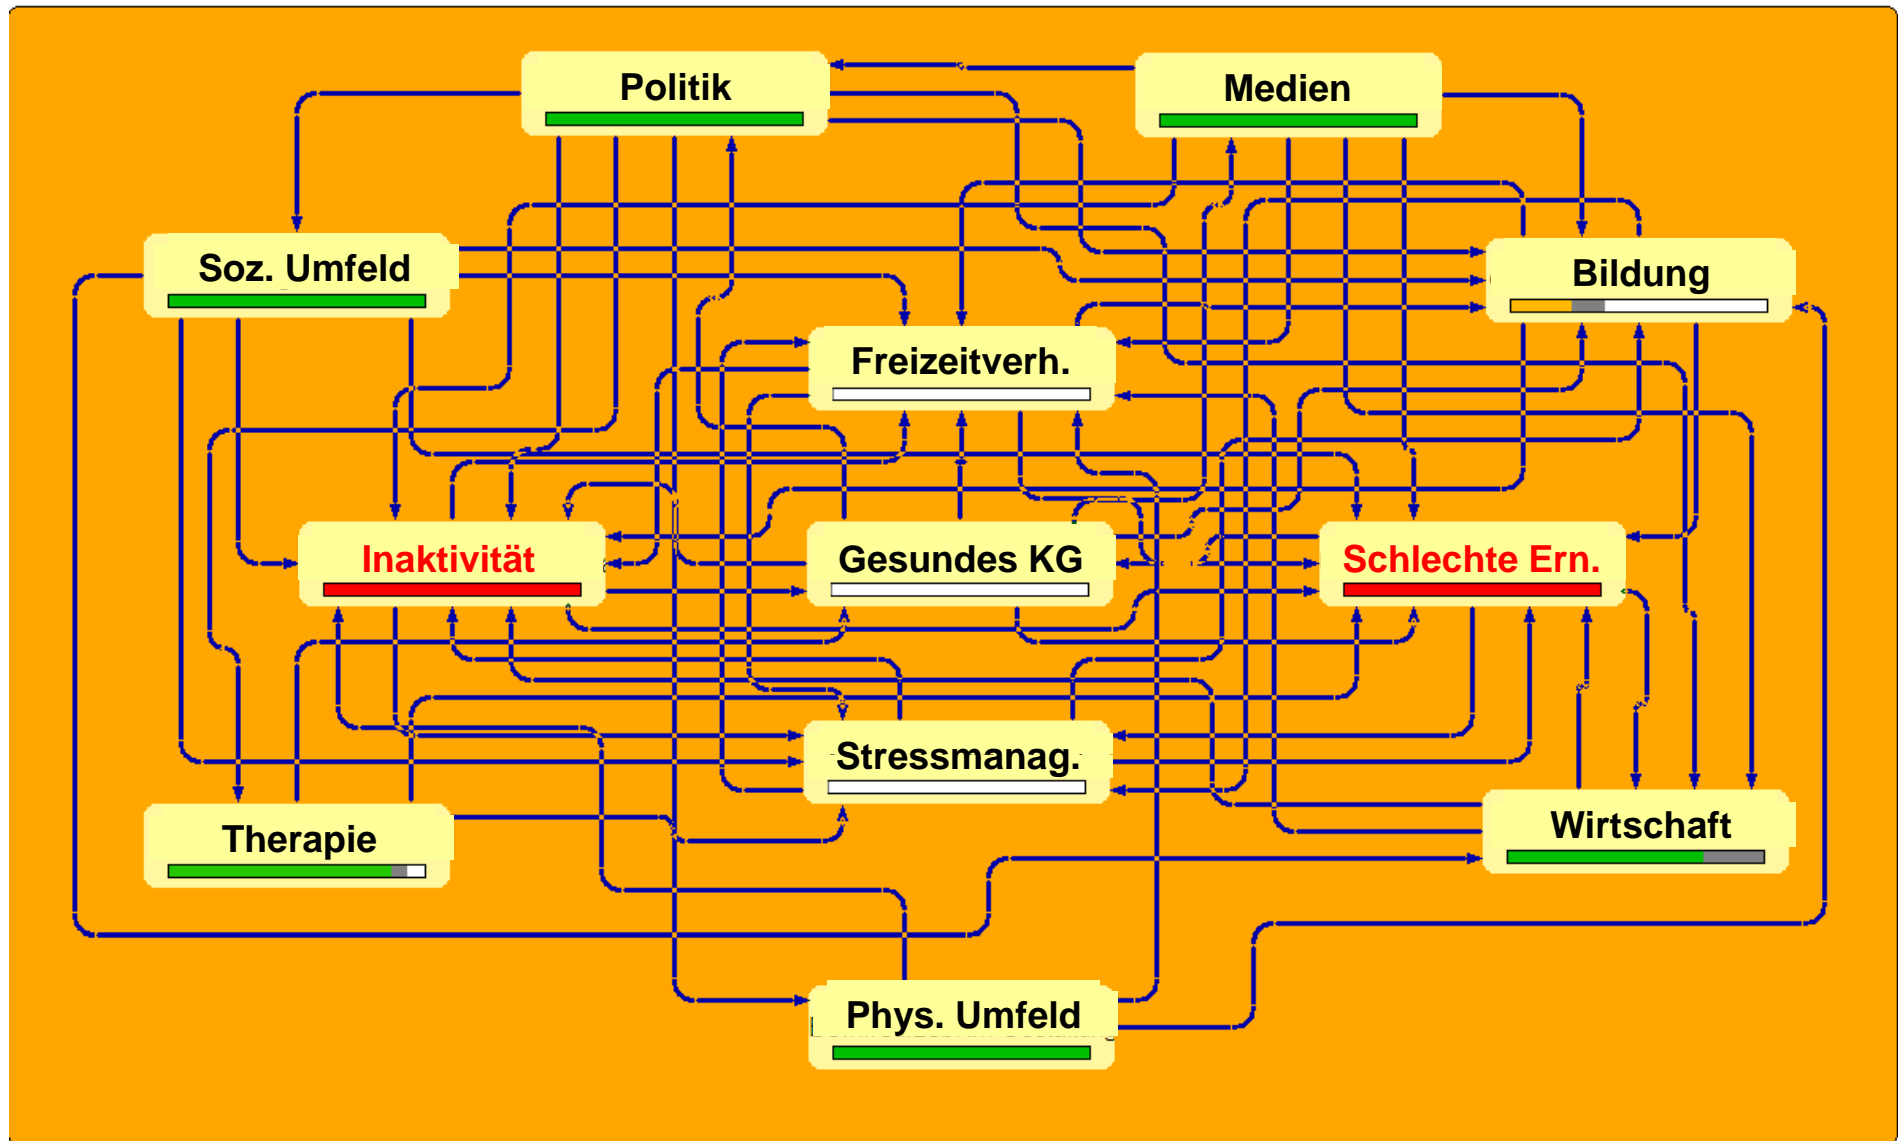 Politik
Medien
Soz. Umfeld
Bildung
Freizeitverh.
Inaktivität
Gesundes KG
Schlechte Ern.
Stressmanag.
Therapie
Wirtschaft
Phys. Umfeld